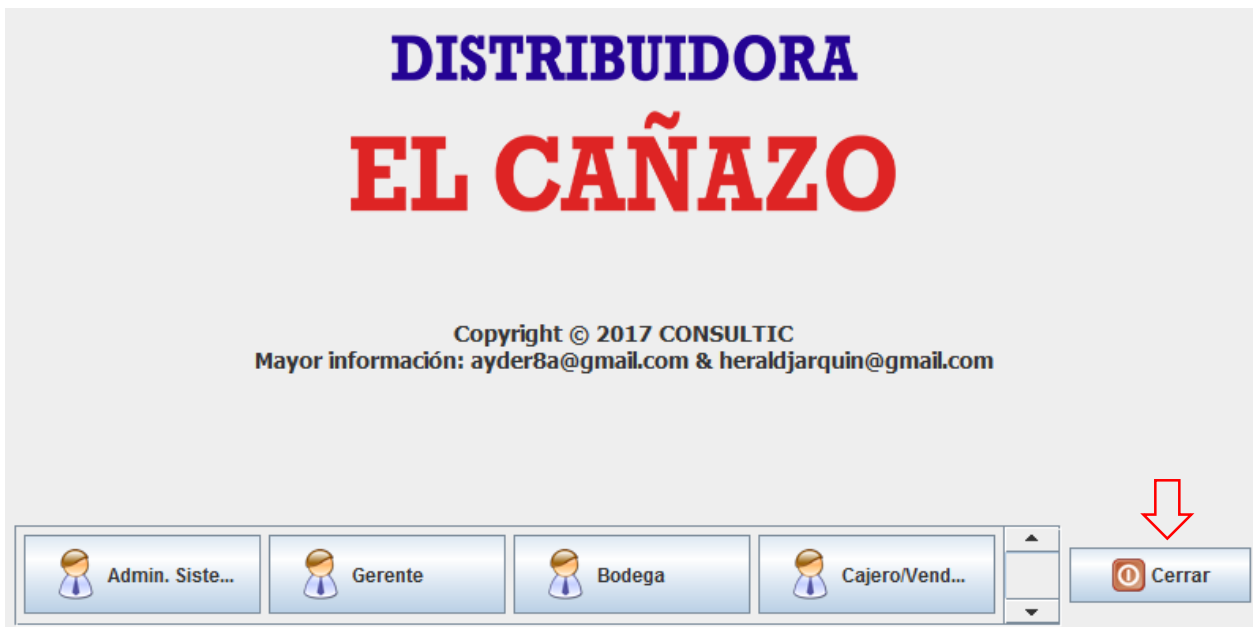 DISTRIBUIDORA
EL CAÑAZO
Copyright © 2017 CONSULTIC
Mayor información: ayder8a@gmail.com & heraldjarquin@gmail.com
Admin. Siste...
Gerente
Bodega
Cajero/Vend...
Cerrar